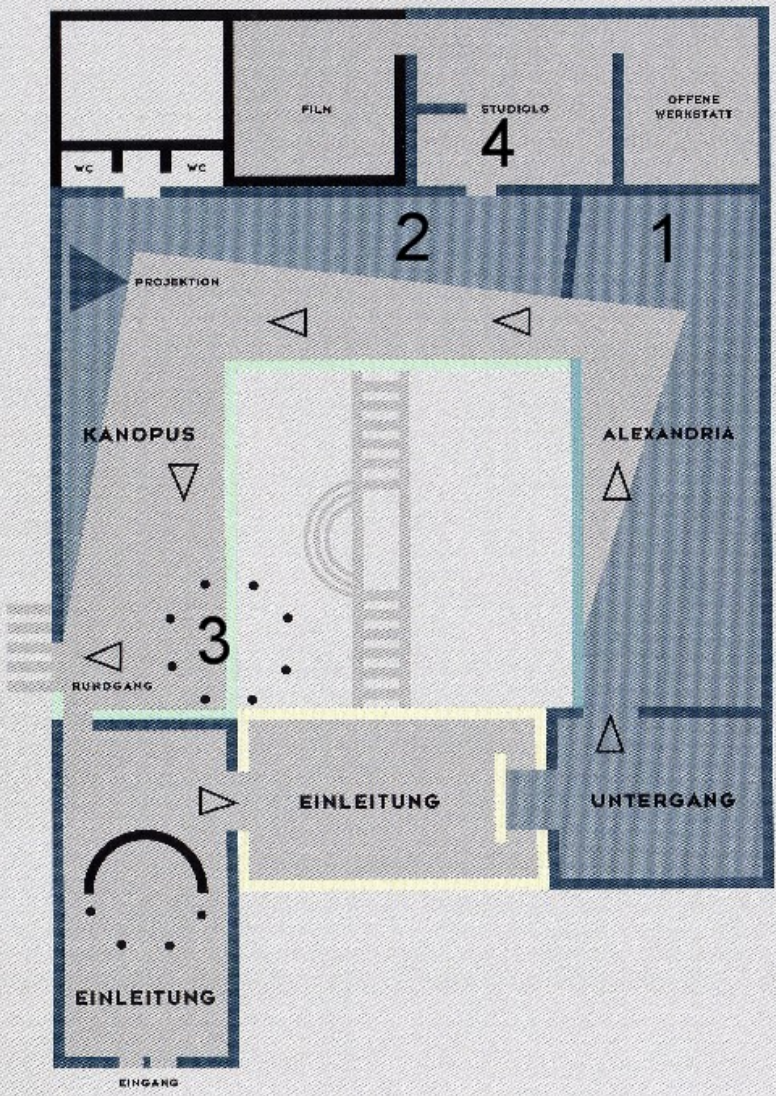 FILM
STUDIOLO
OFFENE
WERKSTATT
4
WC
WC
2
1
PROJEKTION
KANOPUS
ALEXANDRIA
3
RUNDGANG
EINLEITUNG
UNTERGANG
EINLEITUNG
EINGANG